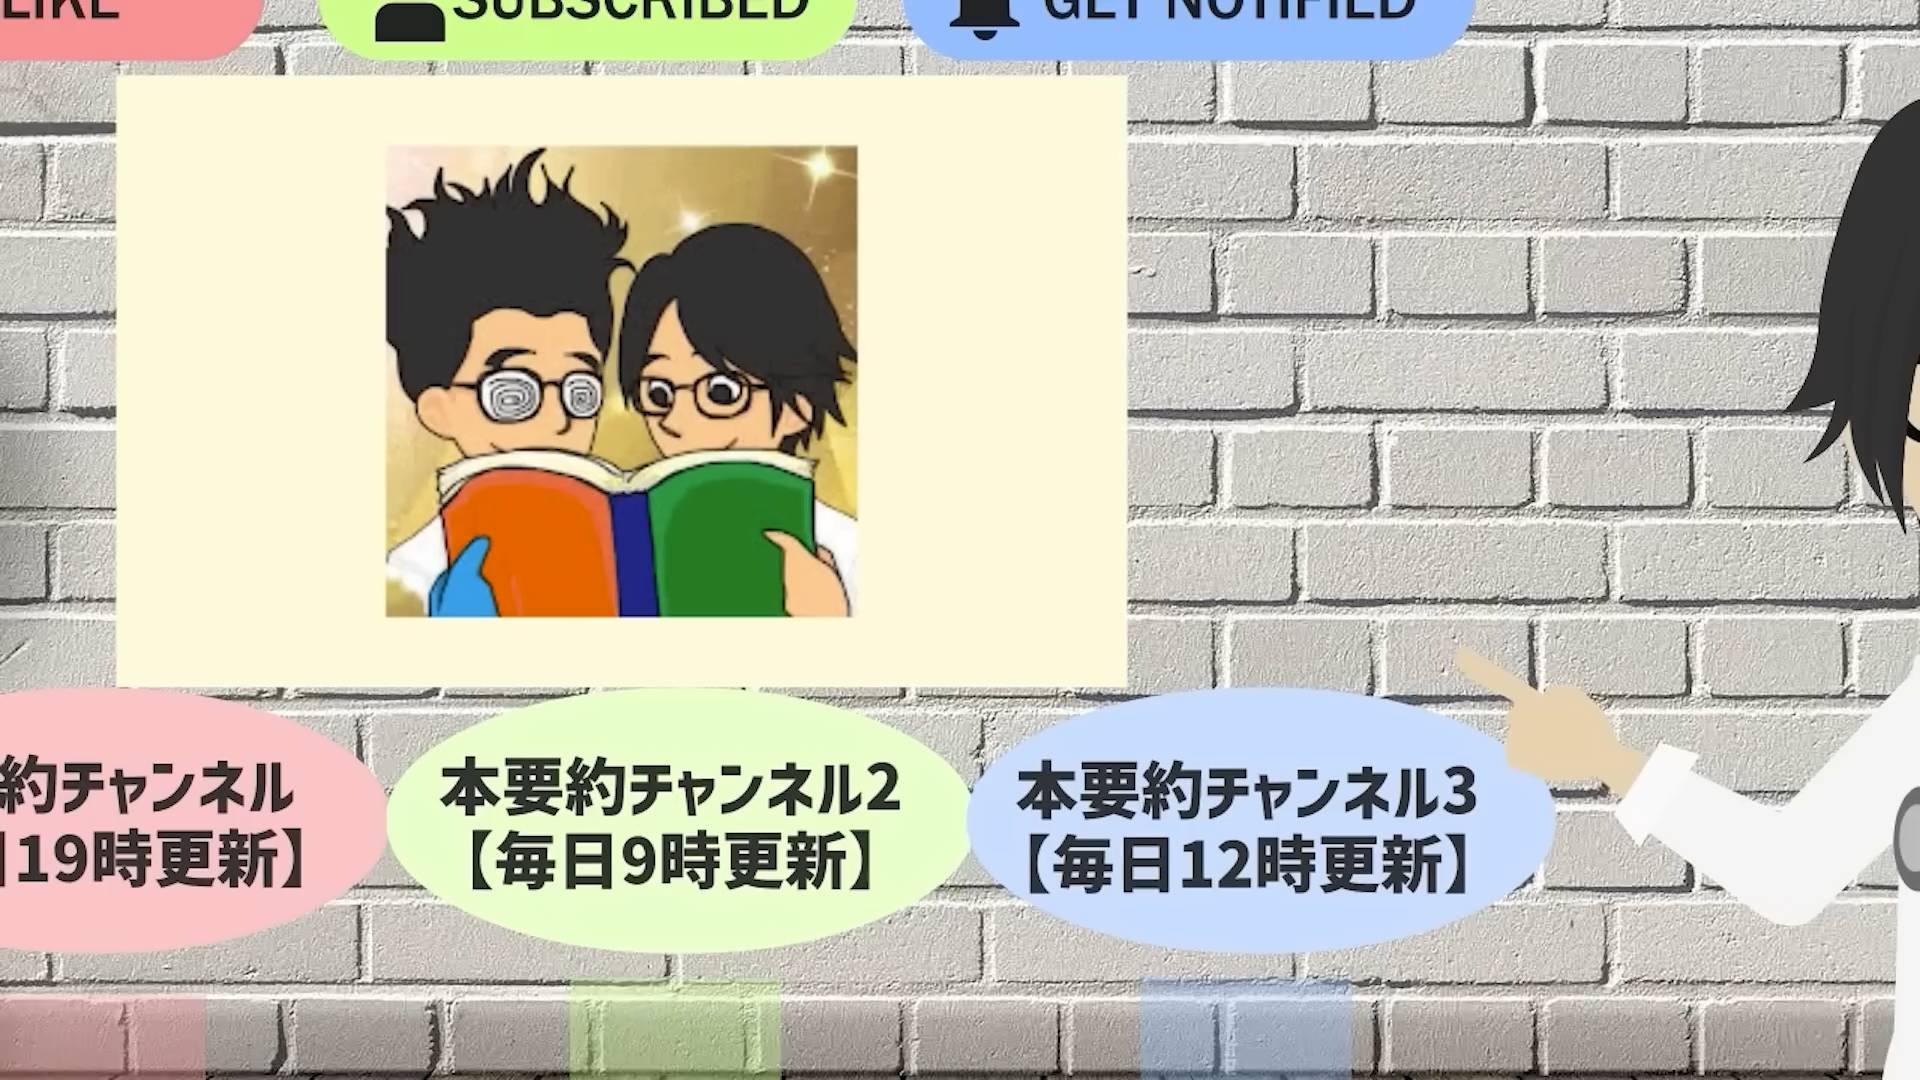 LIKE
SUBSCRIBED
GET NOTIFIED
約チャンネル
19時更新】
本要約チャンネル2
【毎日9時更新】
本要約チャンネル3
【毎日12時更新】